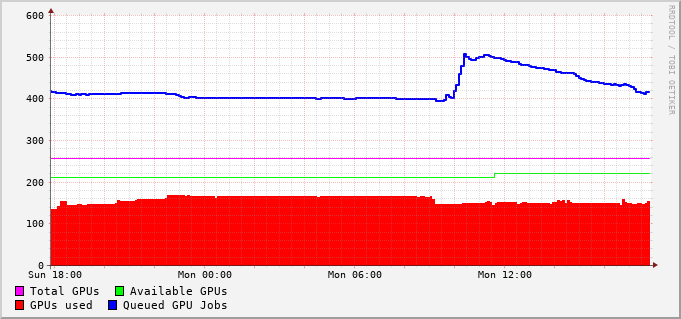 600
500
400
300
200
100
0
Sun 18:00 Mon 00:00 Mon 06:00 Mon 12:00
Total GPUs Available GPUs
GPUs used Queued GPU Jobs
RRDTOOL / TOBI OETIKER